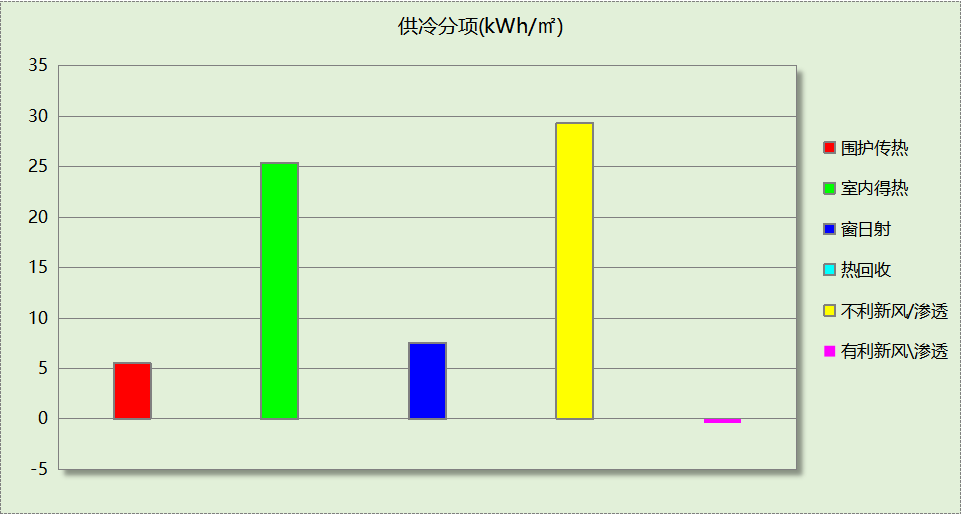 供冷分项(kWh/㎡)
35
30
25
20
15
10
5
0
-5
围护传热
室内得热
窗日射
热回收
不利新风/渗透
有利新风\渗透